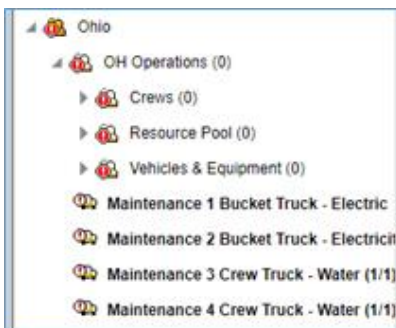 Ohio
OH Operations (0)
Crews (0)
Resource Pool (0)
Vehicles & Equipment (0)
Maintenance 1 Bucket Truck - Electric
Maintenance 2 Bucket Truck - Electricit
Maintenance 3 Crew Truck - Water (1/1)
Maintenance 4 Crew Truck - Water (1/1)